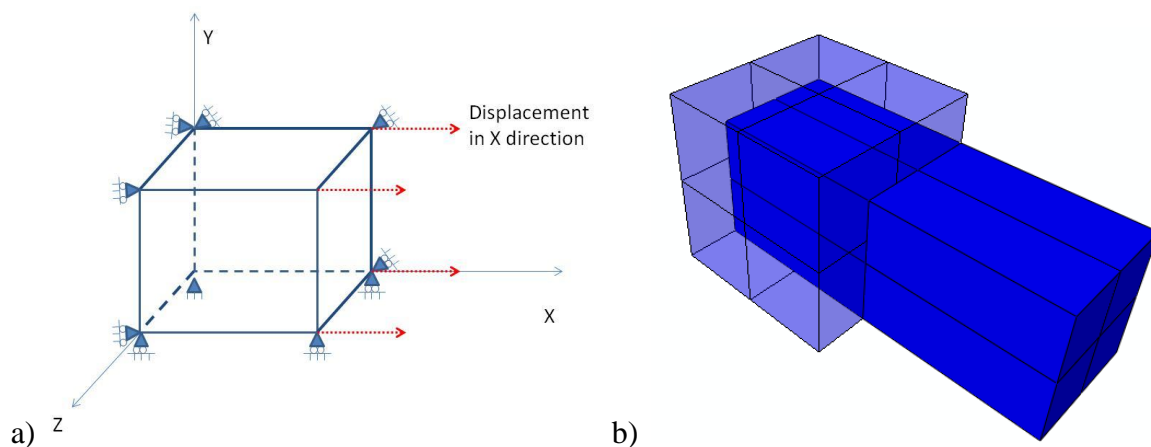 Y
Displacement
in X direction
X
Z
a)
b)